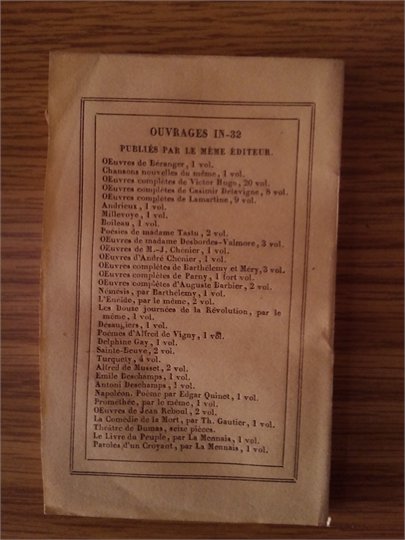 OUVRAGES IN-32
PUBLIÉS PAR LE MÊME ÉDITEUR.
OEuvres de Béranger, 1 vol.
Chansons nouvelles du même, 1 vol.
OEuvres complètes de Victor Hugo, 20 vol.
OEuvres complètes de Casimir Delavigne, 8 vol.
OEuvres complètes de Lamartine, 9 vol.
Andrieux, 1 vol.
Millevoye, 1 vol.
Boileau, 1 vol.
Poésies de madame Tastu, 2 vol.
OEuvres de madame Desbordes-Valmore, 3 vol.
OEuvres de M.-J. Chénier, 1 vol.
OEuvres d'André Chénier, 1 vol.
OEuvres complètes de Barthélemy et Méry, 3 vol.
OEuvres complètes de Parny, 1 fort vol.
OEuvres complètes d'Auguste Barbier, 2 vol.
Némésis, par Barthélemy, 1 vol.
L'Enéide, par le même, 2 vol.
Les Douze journées de la Révolution, par le
même, 1 vol.
Désaugiers, 1 vol.
Poèmes d'Alfred de Vigny, 1 vol.
Delphine Gay, 1 vol.
Sainte-Beuve, 2 vol.
Turquety, 4 vol.
Alfred de Musset, 2 vol.
Emile Deschamps, 1 vol.
Antoni Deschamps, 1 vol.
Napoléon. Poème par Edgar Quinet, 1 vol.
Prométhée, par le même, 1 vol.
OEuvres de Jean Reboul, 2 vol.
La Comédie de la Mort, par Th. Gautier, 1 vol.
Théâtre de Dumas, seize pièces.
Le Livre du Peuple, par La Mennais, 1 vol.
Paroles d'un Croyant, par La Mennais, 1 vol.